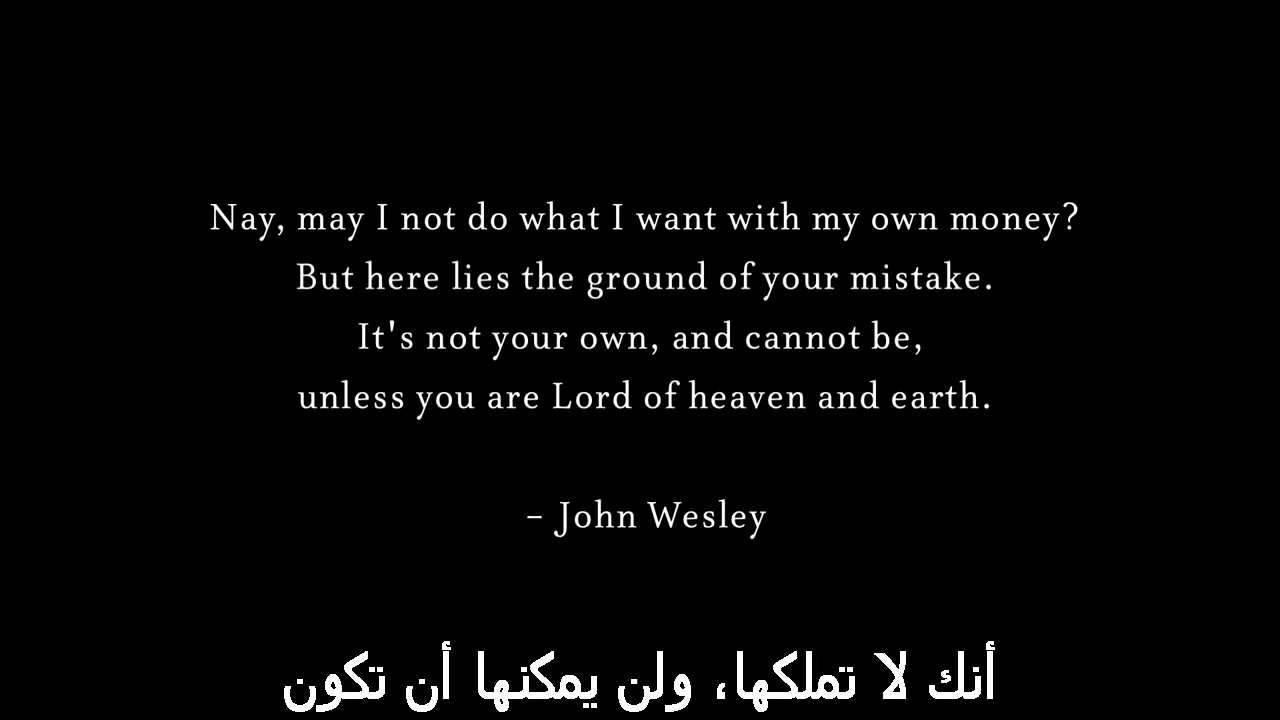 Nay, may I not do what I want with my own money?
But here lies the ground of your mistake.
It's not your own, and cannot be,
unless you are Lord of heaven and earth.
– John Wesley
أنك لا تملكها، ولن يمكنها أن تكون